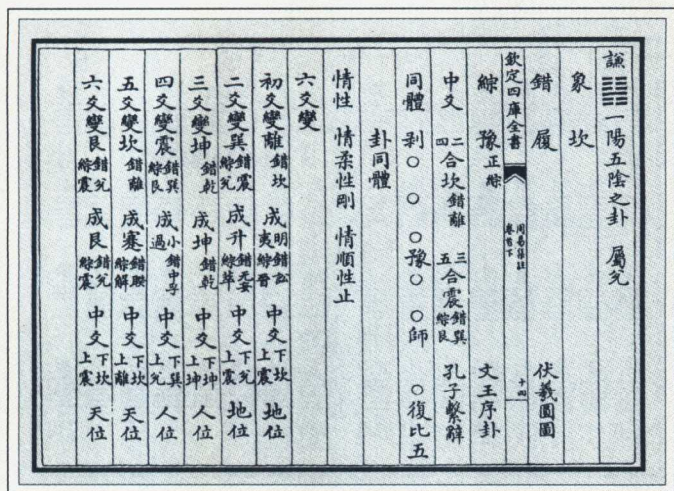 謙䷎一陽五陰之卦 屬兌
象 坎
錯 履 伏羲圓圖
欽定四庫全書 周易集註 卷首下 十四
綜 豫正綜 文王序卦
中爻 二四合坎錯離 三五合震錯巽綜艮 孔子繫辭
同體 剥○ ○ ○豫○ ○師 ○復比五
卦同體
情性 情柔性剛 情順性止
六爻變
初爻變離錯坎 成明夷錯訟綜晉 中爻下坎上震 地位
二爻變巽錯震綜兌 成升錯无妄綜萃 中爻下兌上震 地位
三爻變坤錯乾 成坤錯乾 中爻下坤上坤 人位
四爻變震錯巽綜艮 成小過錯中孚 中爻下巽上兌 人位
五爻變坎錯離 成蹇錯睽綜解 中爻下坎上離 天位
六爻變艮錯兌綜震 成艮錯兌綜震 中爻下坎上震 天位